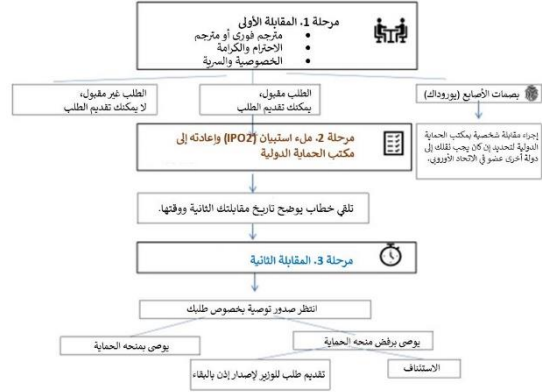 مرحلة 1. المقابلة الأولى
• مترجم فوري أو مترجم
• الاحترام والكرامة
• الخصوصية والسرية
بصمات الأصابع (يوروداك)
الطلب مقبول،
يمكنك تقديم الطلب
الطلب غير مقبول،
لا يمكنك تقديم الطلب
إجراء مقابلة شخصية بمكتب الحماية
الدولية لتحديد إن كان يجب نقلك إلى
دولة أخرى عضو في الاتحاد الأوروبي.
مرحلة 2. ملء استبيان (IPO2) وإعادته إلى
مكتب الحماية الدولية
تلقي خطاب يوضح تاريخ مقابلتك الثانية ووقتها.
مرحلة 3. المقابلة الثانية
انتظر صدور توصية بخصوص طلبك
يوصى برفض منحه الحماية
يوصى بمنحه الحماية
الاستئناف
تقديم طلب للوزير لإصدار إذن بالبقاء